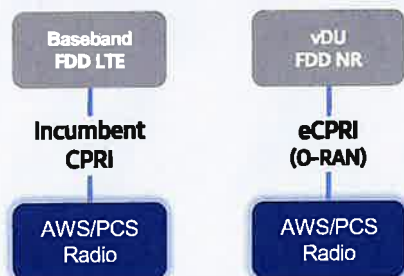 Baseband
FDD LTE
Incumbent
CPRI
AWS/PCS
Radio
vDU
FDD NR
eCPRI
(O-RAN)
AWS/PCS
Radio